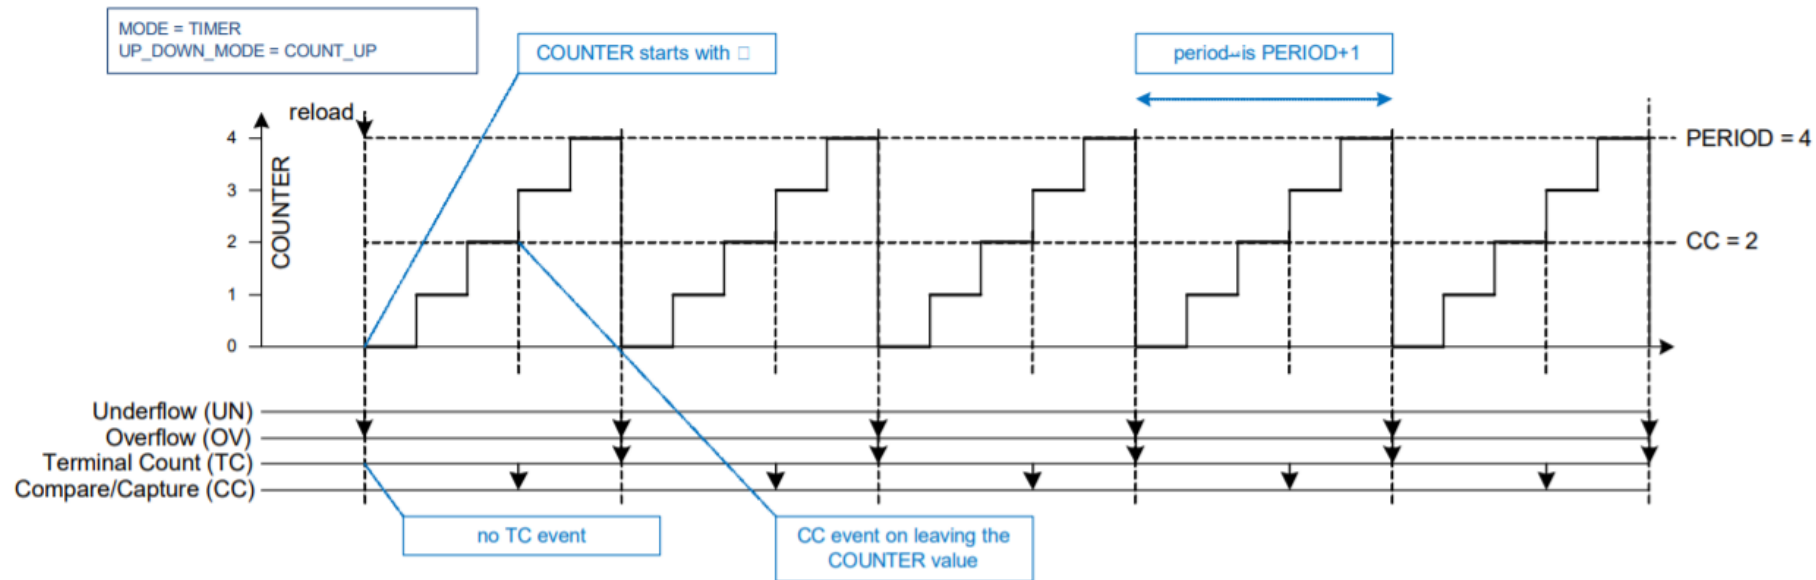 MODE = TIMER
UP_DOWN_MODE = COUNT_UP
COUNTER starts with
period is PERIOD+1
reload
4
3
2
1
0
COUNTER
PERIOD = 4
CC = 2
Underflow (UN)
Overflow (OV)
Terminal Count (TC)
Compare/Capture (CC)
no TC event
CC event on leaving the
COUNTER value